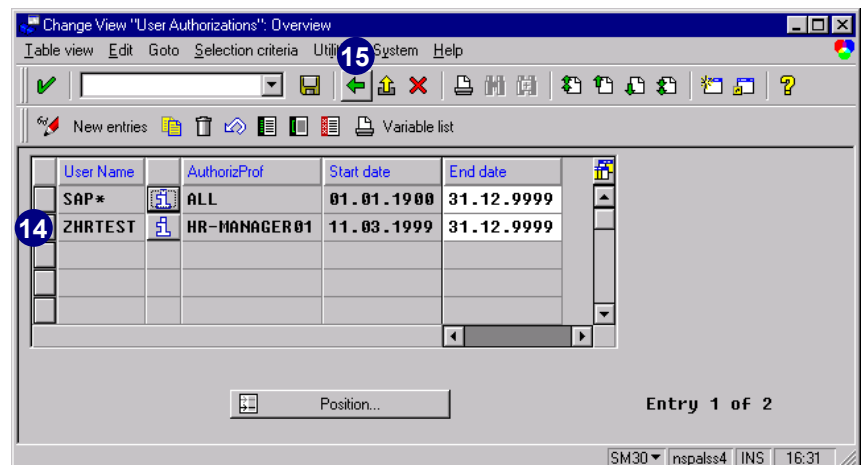 Change View "User Authorizations": Overview
Table view Edit Goto Selection criteria Utili 15 System Help
New entries Variable list
User Name AuthorizProf Start date End date
SAP* ALL 01.01.1900 31.12.9999
14 ZHRTEST HR-MANAGER01 11.03.1999 31.12.9999
Position... Entry 1 of 2
SM30 nspalss4 INS 16:31